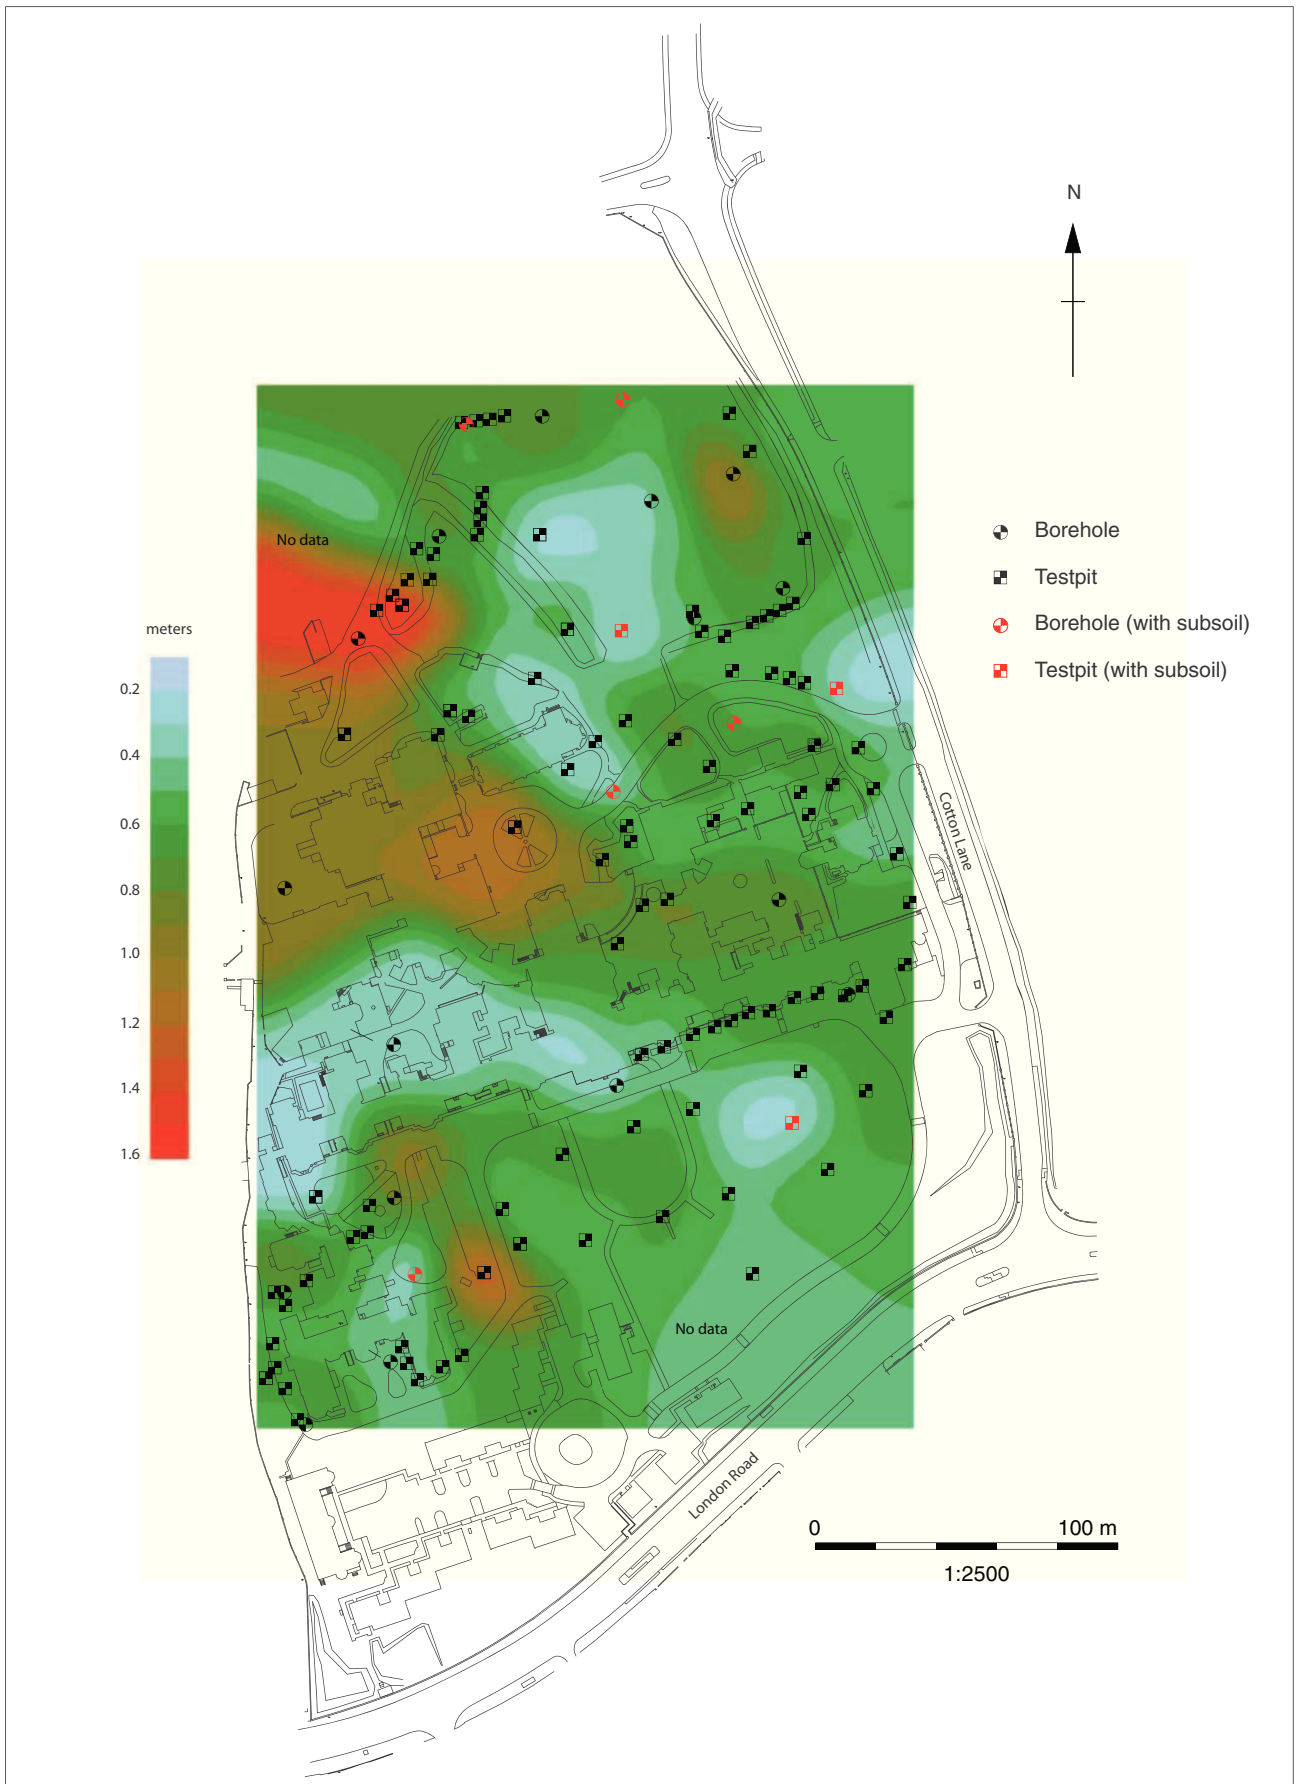 N
No data
Borehole
Testpit
Borehole (with subsoil)
Testpit (with subsoil)
meters
0.2
0.4
0.6
0.8
1.0
1.2
1.4
1.6
Cotton Lane
No data
London Road
0 100 m
1:2500